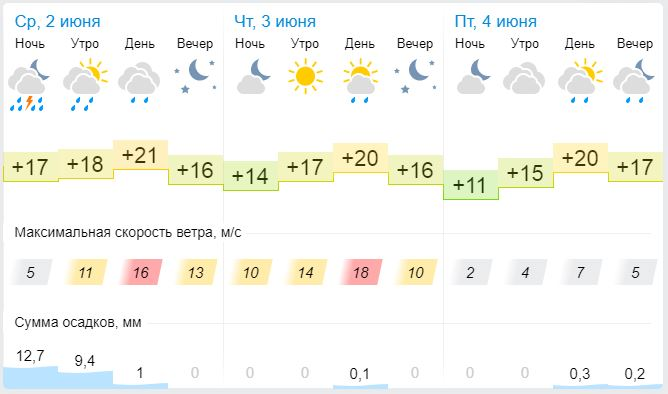 Ср, 2 июня Чт, 3 июня Пт, 4 июня
Ночь Утро День Вечер Ночь Утро День Вечер Ночь Утро День Вечер
+17 +18 +21 +16 +14 +17 +20 +16 +11 +15 +20 +17
Максимальная скорость ветра, м/с
5 11 16 13 10 14 18 10 2 4 7 5
Сумма осадков, мм
12,7 9,4 1 0 0 0 0,1 0 0 0 0,3 0,2